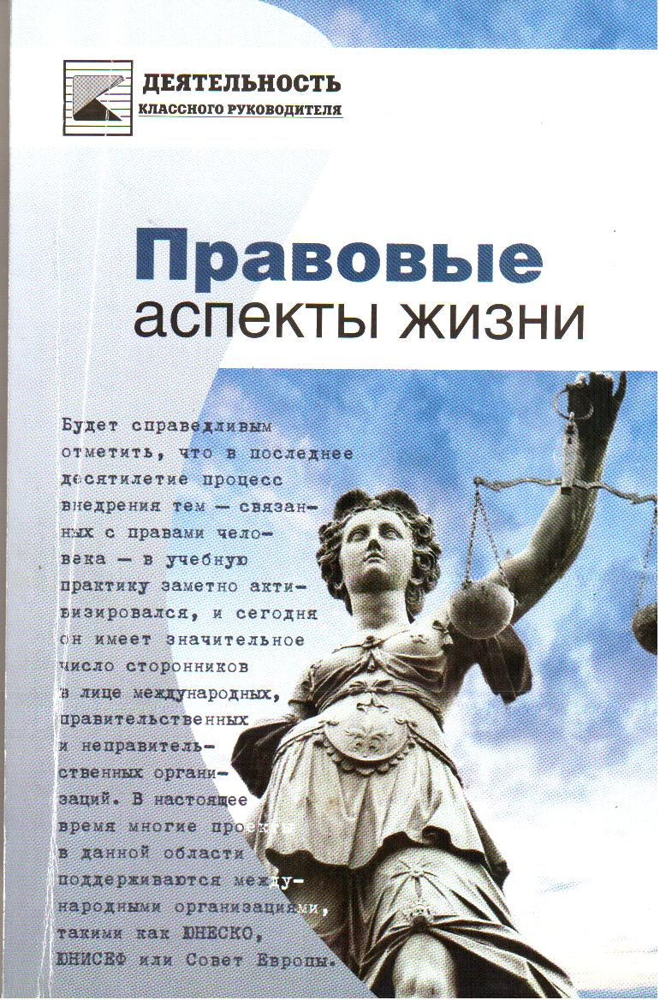 ДЕЯТЕЛЬНОСТЬ
КЛАССНОГО РУКОВОДИТЕЛЯ
Правовые
аспекты жизни
Будет справедливым
отметить, что в последнее
десятилетие процесс
внедрения тем — связан-
ных с правами чело-
века — в учебную
практику заметно акти-
визировался, и сегодня
он имеет значительное
число сторонников
в лице международных,
правительственных
и неправитель-
ственных органи-
заций. В настоящее
время многие проекты
в данной области
поддерживаются между-
народными организациями,
такими как ЮНЕСКО,
ЮНИСЕФ или Совет Европы.